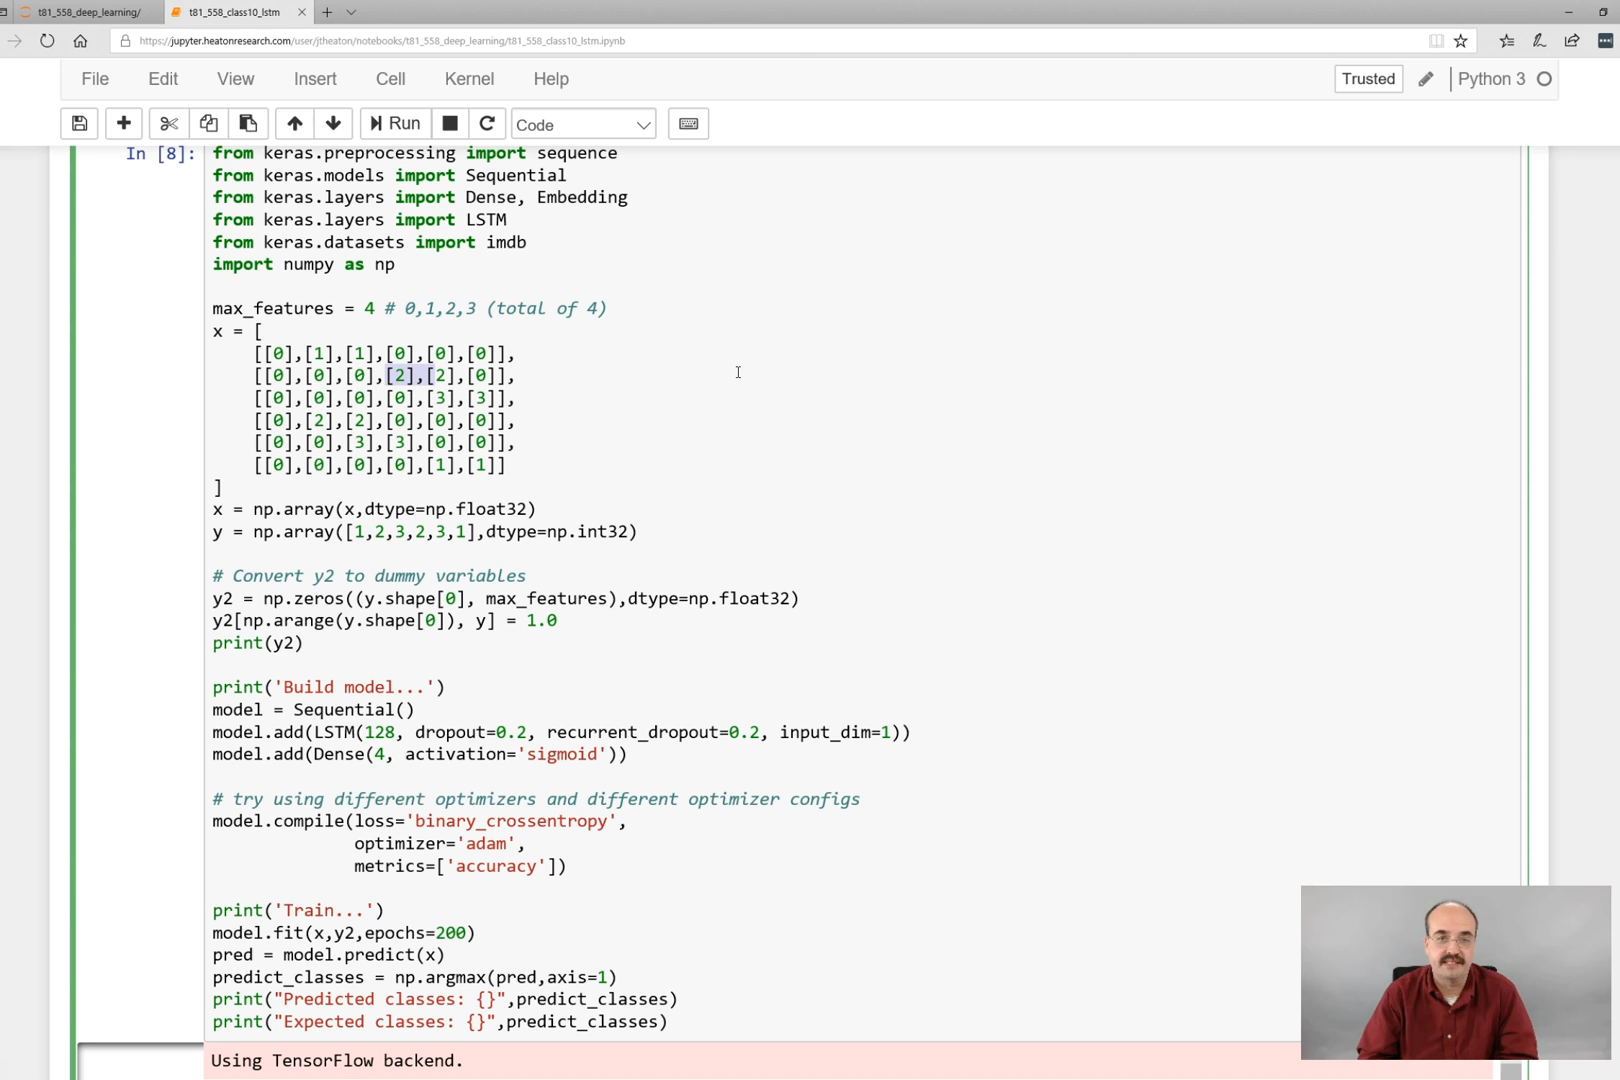 t81_558_deep_learning/
t81_558_class10_lstm
https://jupyter.heatonresearch.com/user/jtheaton/notebooks/t81_558_deep_learning/t81_558_class10_lstm.ipynb
File Edit View Insert Cell Kernel Help Trusted Python 3
Run Code
In [8]:
from keras.preprocessing import sequence
from keras.models import Sequential
from keras.layers import Dense, Embedding
from keras.layers import LSTM
from keras.datasets import imdb
import numpy as np
max_features = 4 # 0,1,2,3 (total of 4)
x = [
[[0],[1],[1],[0],[0],[0]],
[[0],[0],[0],[2],[2],[0]],
[[0],[0],[0],[0],[3],[3]],
[[0],[2],[2],[0],[0],[0]],
[[0],[0],[3],[3],[0],[0]],
[[0],[0],[0],[0],[1],[1]]
]
x = np.array(x,dtype=np.float32)
y = np.array([1,2,3,2,3,1],dtype=np.int32)
# Convert y2 to dummy variables
y2 = np.zeros((y.shape[0], max_features),dtype=np.float32)
y2[np.arange(y.shape[0]), y] = 1.0
print(y2)
print('Build model...')
model = Sequential()
model.add(LSTM(128, dropout=0.2, recurrent_dropout=0.2, input_dim=1))
model.add(Dense(4, activation='sigmoid'))
# try using different optimizers and different optimizer configs
model.compile(loss='binary_crossentropy',
optimizer='adam',
metrics=['accuracy'])
print('Train...')
model.fit(x,y2,epochs=200)
pred = model.predict(x)
predict_classes = np.argmax(pred,axis=1)
print("Predicted classes: {}",predict_classes)
print("Expected classes: {}",predict_classes)
Using TensorFlow backend.